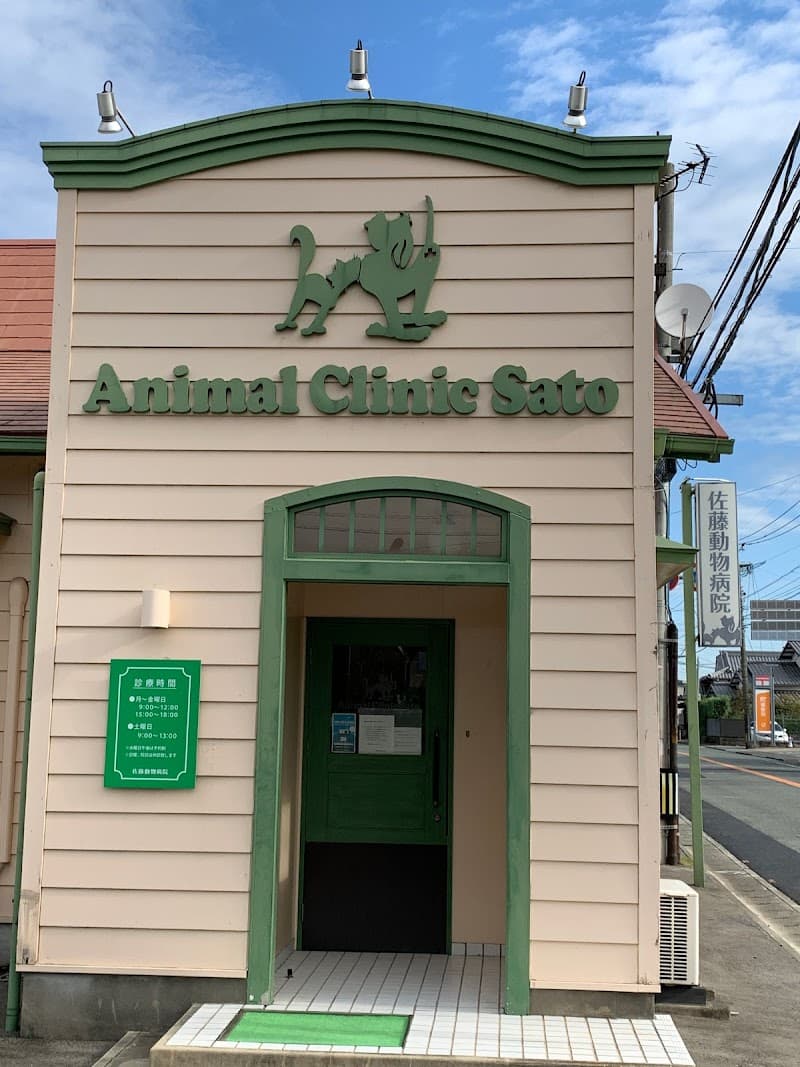 Animal Clinic Sato
佐藤動物病院
診療時間
●月～金曜日
9:00～12:00
15:00～18:00
●土曜日
9:00～13:00
佐藤動物病院